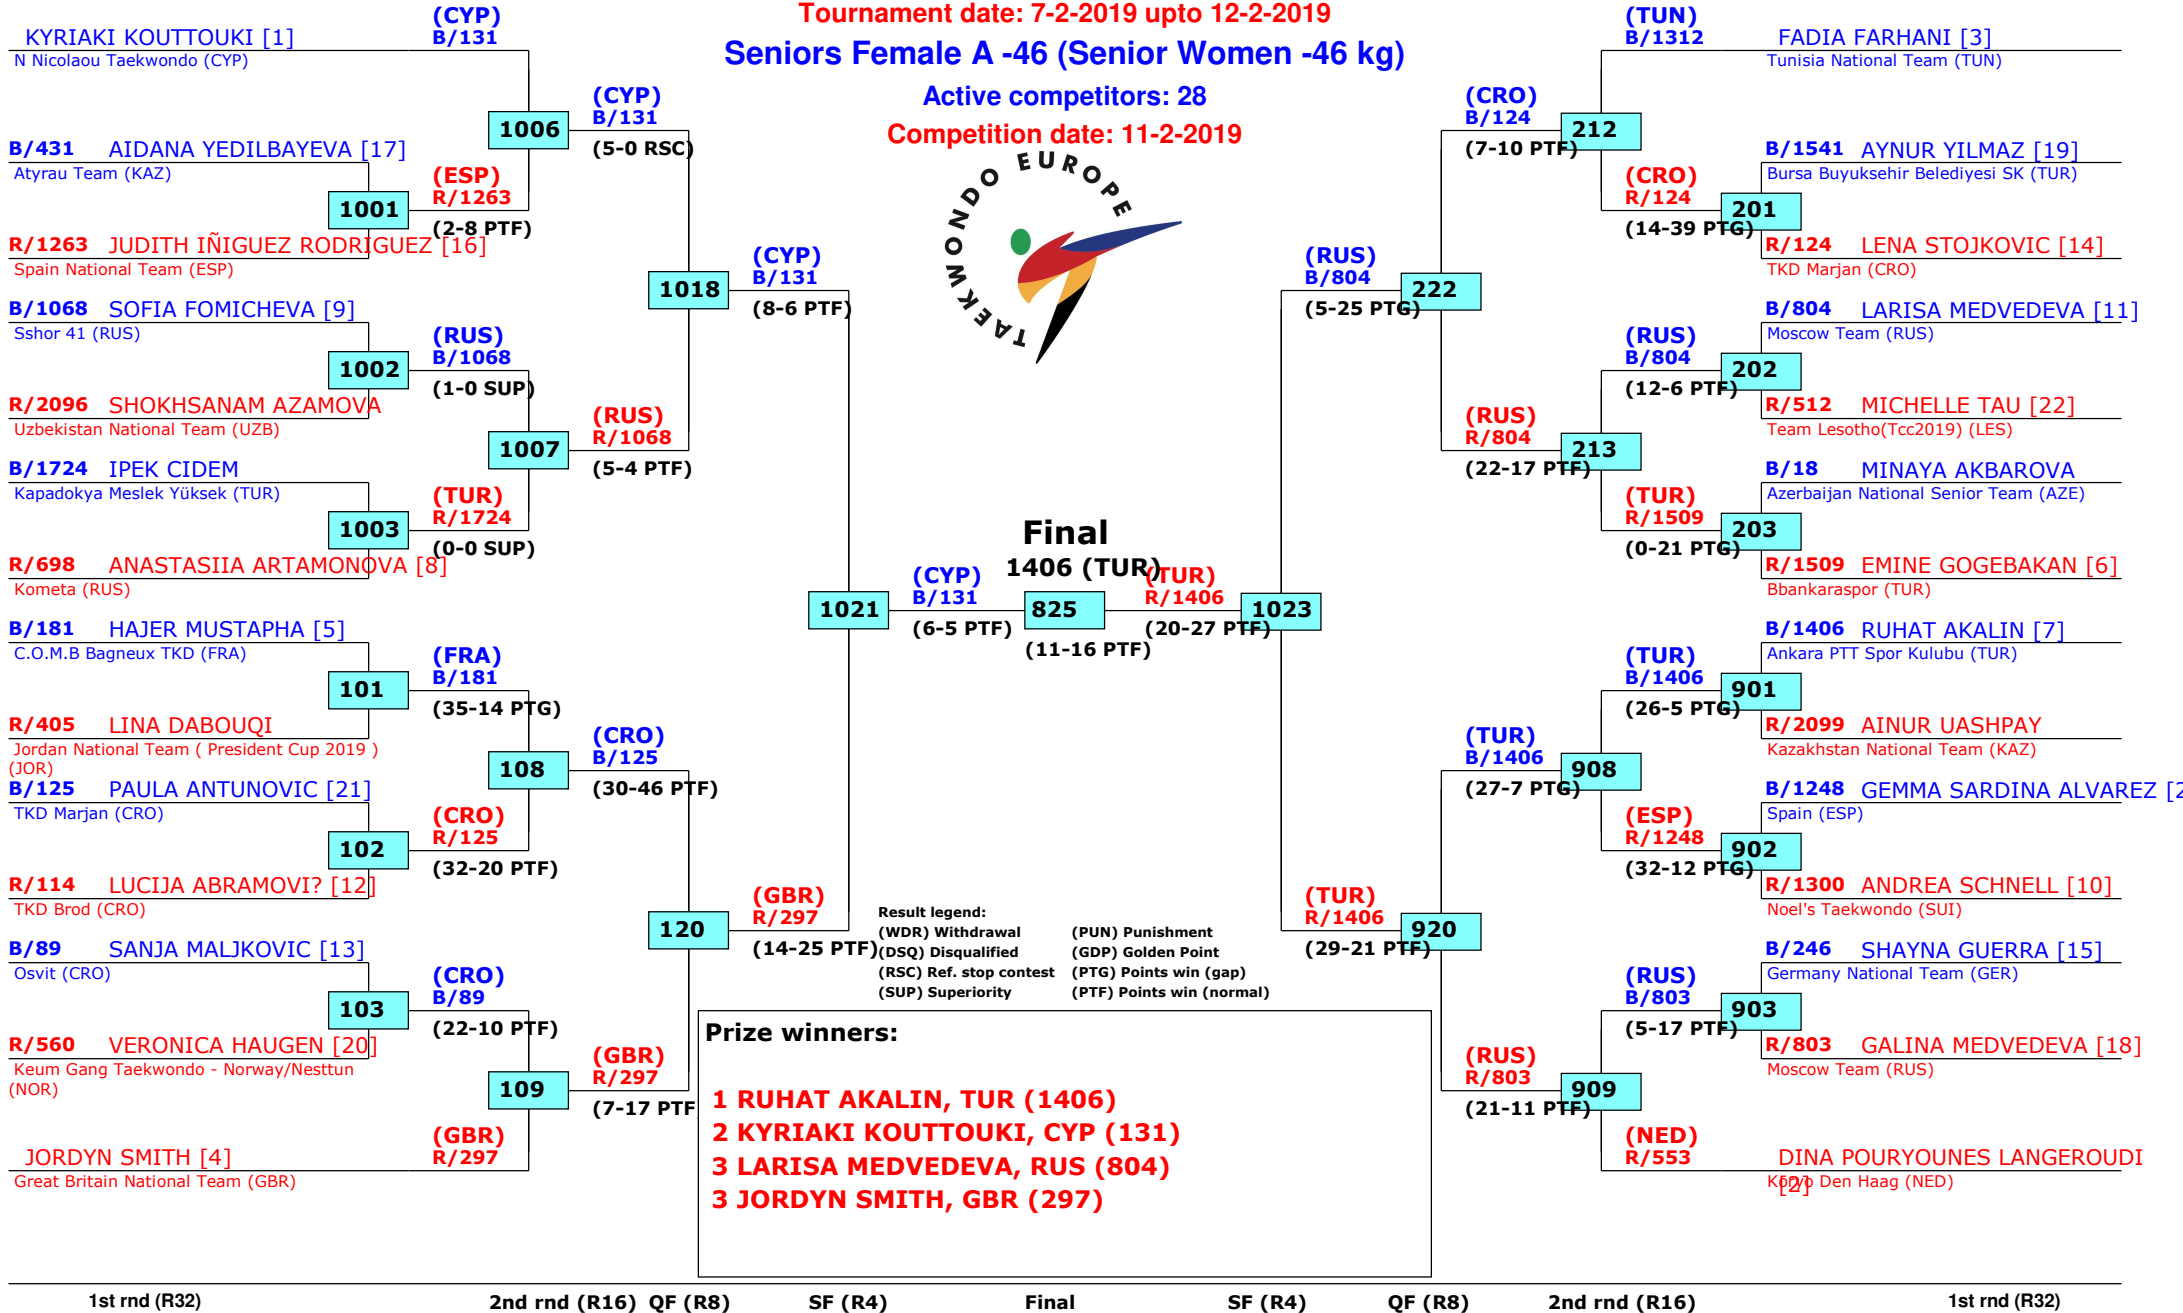 Tournament date: 7-2-2019 upto 12-2-2019
Seniors Female A -46 (Senior Women -46 kg)
Active competitors: 28
Competition date: 11-2-2019
TAEKWONDO EUROPE
KYRIAKI KOUTTOUKI [1]
N Nicolaou Taekwondo (CYP)
B/431 AIDANA YEDILBAYEVA [17]
Atyrau Team (KAZ)
1001
R/1263 JUDITH IÑIGUEZ RODRIGUEZ [16]
Spain National Team (ESP)
B/1068 SOFIA FOMICHEVA [9]
Sshor 41 (RUS)
1002
R/2096 SHOKHSANAM AZAMOVA
Uzbekistan National Team (UZB)
B/1724 IPEK CIDEM
Kapadokya Meslek Yüksek (TUR)
1003
R/698 ANASTASIIA ARTAMONOVA [8]
Kometa (RUS)
B/181 HAJER MUSTAPHA [5]
C.O.M.B Bagneux TKD (FRA)
101
R/405 LINA DABOUQI
Jordan National Team ( President Cup 2019 )
(JOR)
B/125 PAULA ANTUNOVIC [21]
TKD Marjan (CRO)
102
R/114 LUCIJA ABRAMOVI? [12]
TKD Brod (CRO)
B/89 SANJA MALJKOVIC [13]
Osvit (CRO)
103
R/560 VERONICA HAUGEN [20]
Keum Gang Taekwondo - Norway/Nesttun
(NOR)
JORDYN SMITH [4]
Great Britain National Team (GBR)
(CYP)
B/131
1006
(ESP)
R/1263
(2-8 PTF)
(RUS)
B/1068
(1-0 SUP)
1007
(TUR)
R/1724
(0-0 SUP)
(FRA)
B/181
(35-14 PTG)
108
(CRO)
R/125
(32-20 PTF)
(CRO)
B/89
(22-10 PTF)
109
(GBR)
R/297
(CYP)
B/131
(5-0 RSC)
1018
(RUS)
R/1068
(5-4 PTF)
(CRO)
B/125
(30-46 PTF)
120
(GBR)
R/297
(7-17 PTF
(CYP)
B/131
(8-6 PTF)
1021
(GBR)
R/297
(14-25 PTF)
(CYP)
B/131
(6-5 PTF)
Final
1406 (TUR)
825
(11-16 PTF)
(TUR)
R/1406
(20-27 PTF)
1023
(RUS)
B/804
(5-25 PTG)
222
(TUR)
R/1406
(29-21 PTF)
920
(CRO)
B/124
(7-10 PTF)
212
(RUS)
R/804
(22-17 PTF)
213
(TUR)
B/1406
(27-7 PTG)
908
(RUS)
R/803
(21-11 PTF)
909
(TUN)
B/1312
(CRO)
R/124
(14-39 PTG)
(RUS)
B/804
(12-6 PTF)
(TUR)
R/1509
(0-21 PTG)
(TUR)
B/1406
(26-5 PTG)
(ESP)
R/1248
(32-12 PTG)
(RUS)
B/803
(5-17 PTF)
(NED)
R/553
FADIA FARHANI [3]
Tunisia National Team (TUN)
B/1541 AYNUR YILMAZ [19]
Bursa Buyuksehir Belediyesi SK (TUR)
201
R/124 LENA STOJKOVIC [14]
TKD Marjan (CRO)
B/804 LARISA MEDVEDEVA [11]
Moscow Team (RUS)
202
R/512 MICHELLE TAU [22]
Team Lesotho(Tcc2019) (LES)
B/18 MINAYA AKBAROVA
Azerbaijan National Senior Team (AZE)
203
R/1509 EMINE GOGEBAKAN [6]
Bbankaraspor (TUR)
B/1406 RUHAT AKALIN [7]
Ankara PTT Spor Kulubu (TUR)
901
R/2099 AINUR UASHPAY
Kazakhstan National Team (KAZ)
B/1248 GEMMA SARDINA ALVAREZ [2
Spain (ESP)
902
R/1300 ANDREA SCHNELL [10]
Noel's Taekwondo (SUI)
B/246 SHAYNA GUERRA [15]
Germany National Team (GER)
903
R/803 GALINA MEDVEDEVA [18]
Moscow Team (RUS)
DINA POURYOUNES LANGEROUDI
[2]
Den Haag (NED)
Result legend:
(WDR) Withdrawal (PUN) Punishment
(DSQ) Disqualified (GDP) Golden Point
(RSC) Ref. stop contest (PTG) Points win (gap)
(SUP) Superiority (PTF) Points win (normal)
Prize winners:
1 RUHAT AKALIN, TUR (1406)
2 KYRIAKI KOUTTOUKI, CYP (131)
3 LARISA MEDVEDEVA, RUS (804)
3 JORDYN SMITH, GBR (297)
1st rnd (R32) 2nd rnd (R16) QF (R8) SF (R4) Final SF (R4) QF (R8) 2nd rnd (R16) 1st rnd (R32)